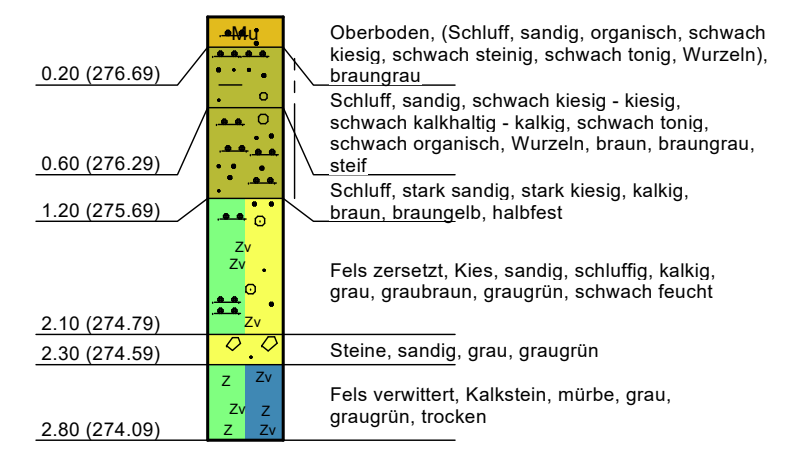 Mu
Oberboden, (Schluff, sandig, organisch, schwach
kiesig, schwach steinig, schwach tonig, Wurzeln),
braungrau
0.20 (276.69)
Schluff, sandig, schwach kiesig - kiesig,
schwach kalkhaltig - kalkig, schwach tonig,
schwach organisch, Wurzeln, braun, braungrau,
steif
0.60 (276.29)
Schluff, stark sandig, stark kiesig, kalkig,
braun, braungelb, halbfest
1.20 (275.69)
Zv
Zv
Zv
Fels zersetzt, Kies, sandig, schluffig, kalkig,
grau, graubraun, graugrün, schwach feucht
2.10 (274.79)
Steine, sandig, grau, graugrün
2.30 (274.59)
Z Zv
Zv Z
Z Zv
Fels verwittert, Kalkstein, mürbe, grau,
graugrün, trocken
2.80 (274.09)